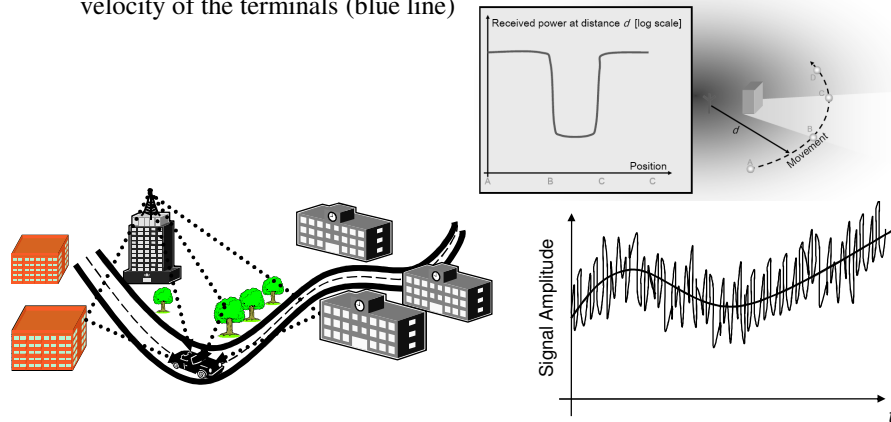 velocity of the terminals (blue line)
Received power at distance d [log scale]
Position
A B C C
d
A
B
C
D
Movement
Signal Amplitude
t